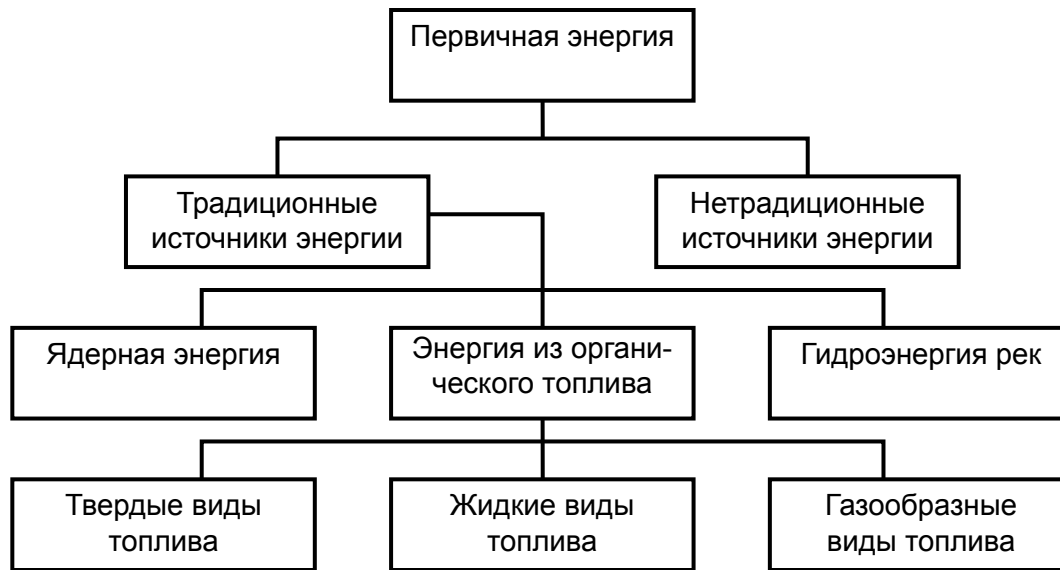 Первичная энергия
Традиционные
источники энергии
Нетрадиционные
источники энергии
Ядерная энергия
Энергия из органи-
ческого топлива
Гидроэнергия рек
Твердые виды
топлива
Жидкие виды
топлива
Газообразные
виды топлива